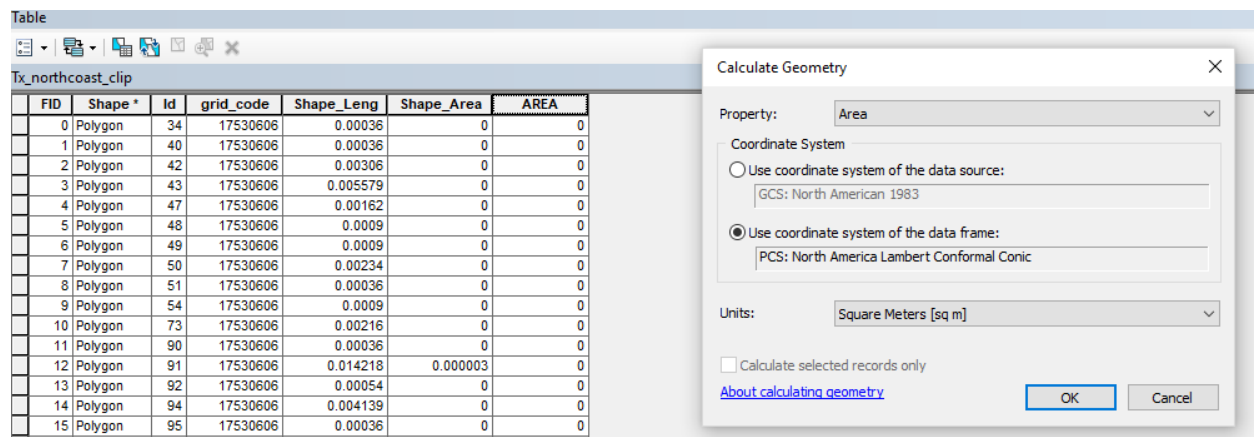 Table
Tx_northcoast_clip
FID Shape * Id grid_code Shape_Leng Shape_Area AREA
0 Polygon 34 17530606 0.00036 0 0
1 Polygon 40 17530606 0.00036 0 0
2 Polygon 42 17530606 0.00306 0 0
3 Polygon 43 17530606 0.005579 0 0
4 Polygon 47 17530606 0.00162 0 0
5 Polygon 48 17530606 0.0009 0 0
6 Polygon 49 17530606 0.0009 0 0
7 Polygon 50 17530606 0.00234 0 0
8 Polygon 51 17530606 0.00036 0 0
9 Polygon 54 17530606 0.0009 0 0
10 Polygon 73 17530606 0.00216 0 0
11 Polygon 90 17530606 0.00036 0 0
12 Polygon 91 17530606 0.014218 0.000003 0
13 Polygon 92 17530606 0.00054 0 0
14 Polygon 94 17530606 0.004139 0 0
15 Polygon 95 17530606 0.00036 0 0
Calculate Geometry
Property: Area
Coordinate System
Use coordinate system of the data source:
GCS: North American 1983
Use coordinate system of the data frame:
PCS: North America Lambert Conformal Conic
Units: Square Meters [sq m]
Calculate selected records only
About calculating geometry
OK Cancel